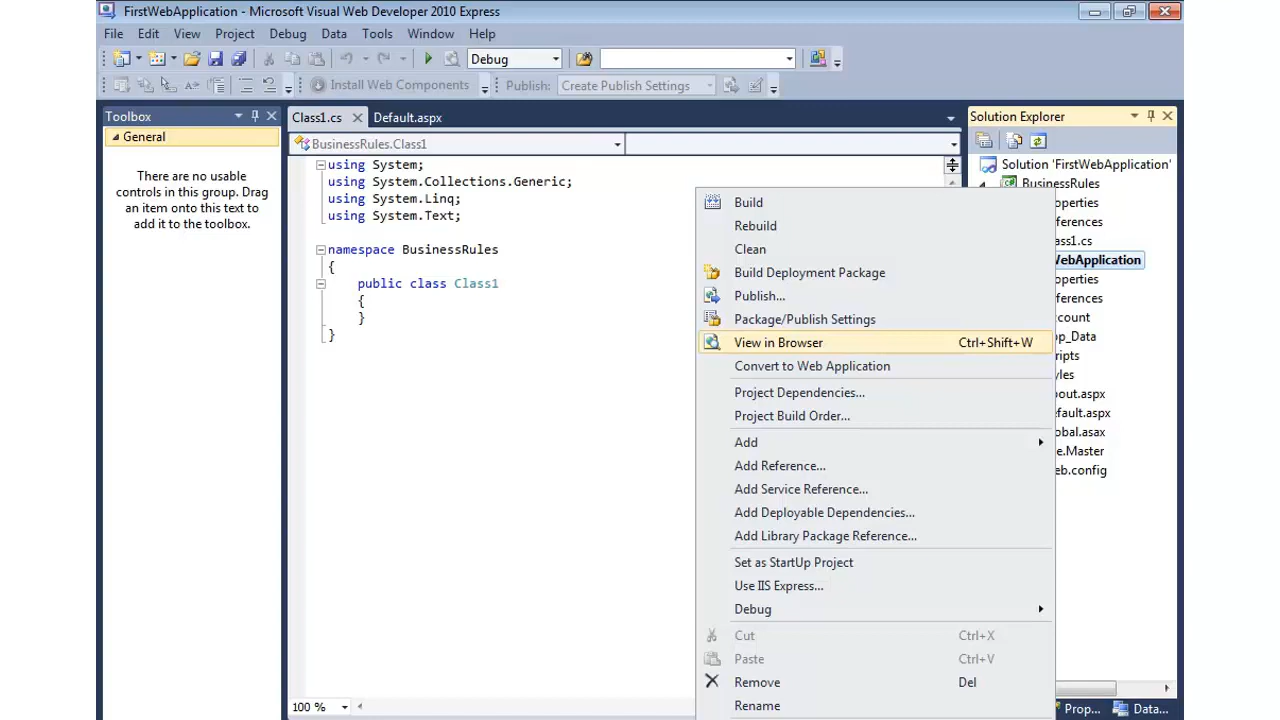 FirstWebApplication - Microsoft Visual Web Developer 2010 Express
File Edit View Project Debug Data Tools Window Help
Debug
Install Web Components Publish: Create Publish Settings
Toolbox
General
There are no usable
controls in this group. Drag
an item onto this text to
add it to the toolbox.
Class1.cs Default.aspx
BusinessRules.Class1
using System;
using System.Collections.Generic;
using System.Linq;
using System.Text;
namespace BusinessRules
{
public class Class1
{
}
}
100 %
Build
Rebuild
Clean
Build Deployment Package
Publish...
Package/Publish Settings
View in Browser Ctrl+Shift+W
Convert to Web Application
Project Dependencies...
Project Build Order...
Add
Add Reference...
Add Service Reference...
Add Deployable Dependencies...
Add Library Package Reference...
Set as StartUp Project
Use IIS Express...
Debug
Cut Ctrl+X
Paste Ctrl+V
Remove Del
Rename
Solution Explorer
Solution 'FirstWebApplication'
BusinessRules
operties
ferences
ass1.cs
WebApplication
operties
ferences
count
p_Data
ripts
yles
out.aspx
fault.aspx
obal.asax
e.Master
eb.config
Prop... Data...